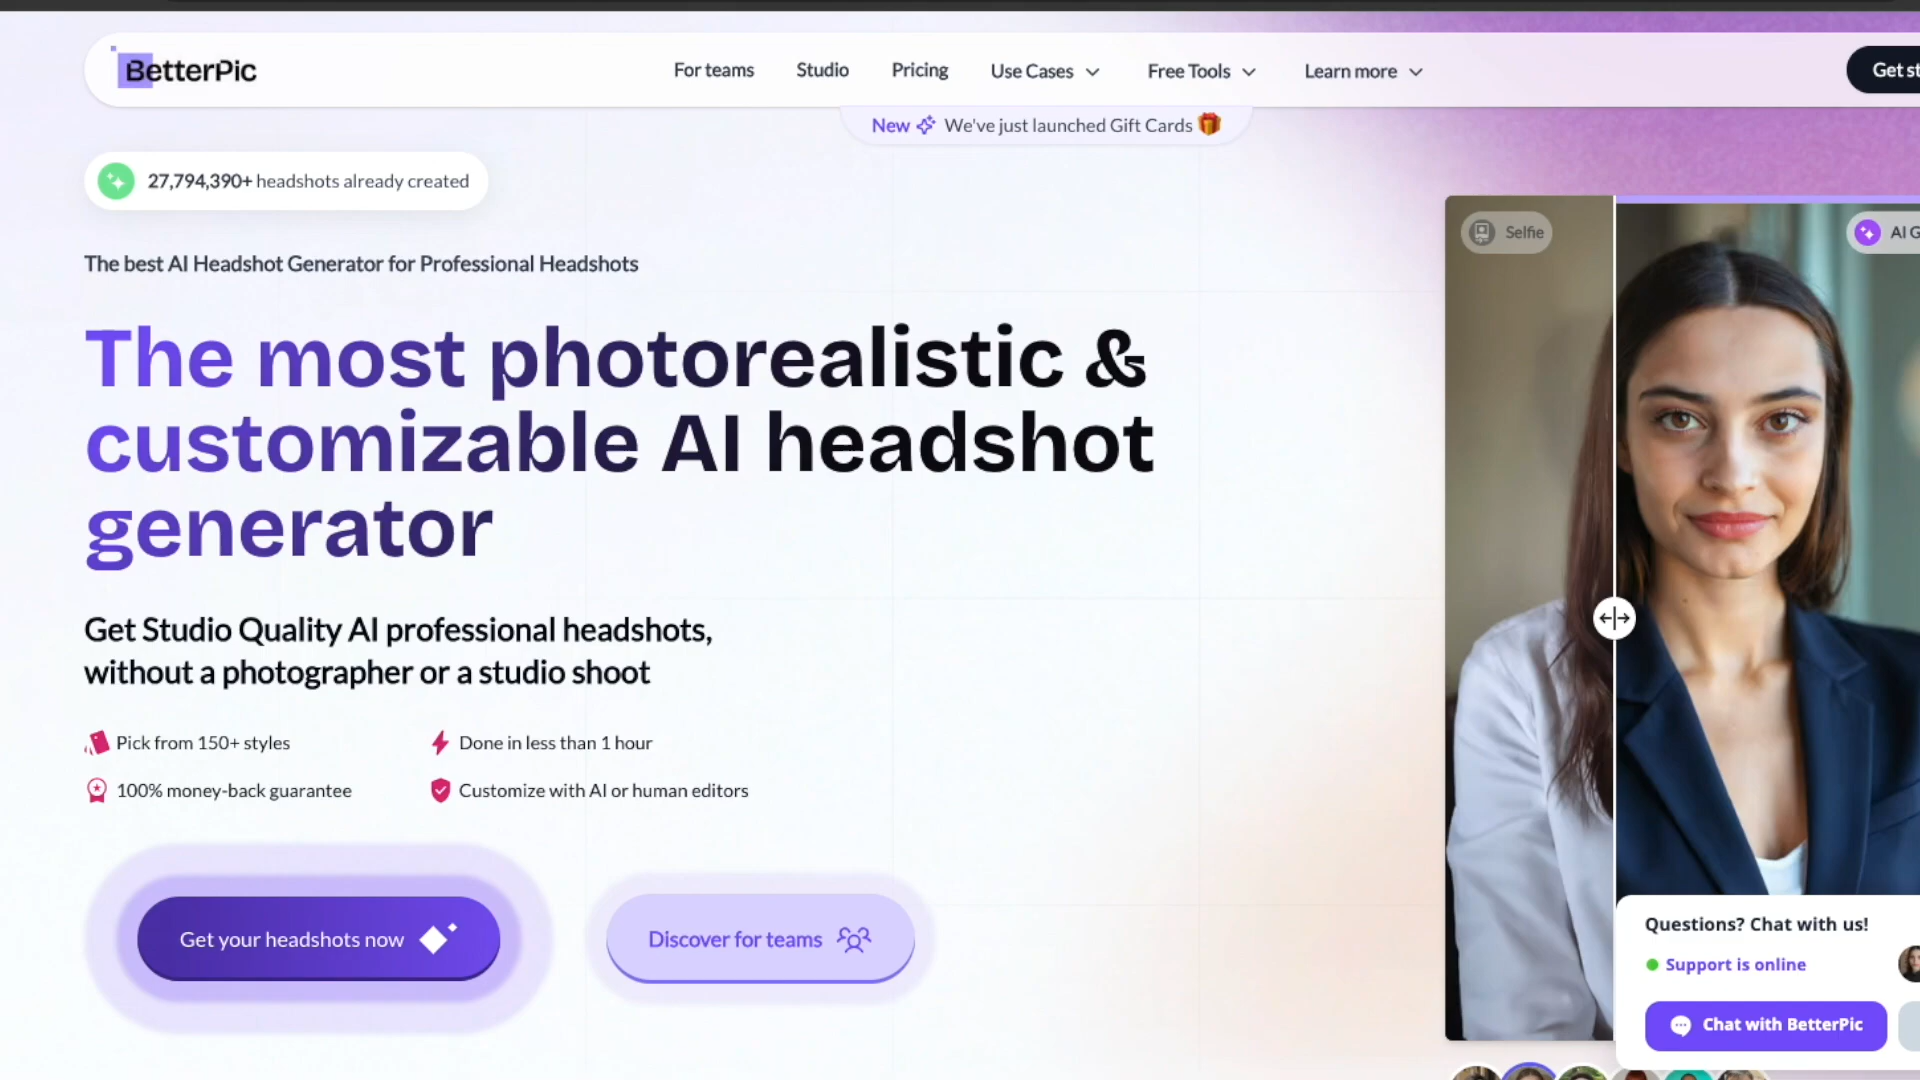 BetterPic
For teams
Studio
Pricing
Use Cases
Free Tools
Learn more
Get st
New We've just launched Gift Cards
27,794,390+ headshots already created
The best AI Headshot Generator for Professional Headshots
The most photorealistic &
customizable AI headshot
generator
Get Studio Quality AI professional headshots,
without a photographer or a studio shoot
Pick from 150+ styles
Done in less than 1 hour
100% money-back guarantee
Customize with AI or human editors
Get your headshots now
Discover for teams
Selfie
AI G
Questions? Chat with us!
Support is online
Chat with BetterPic